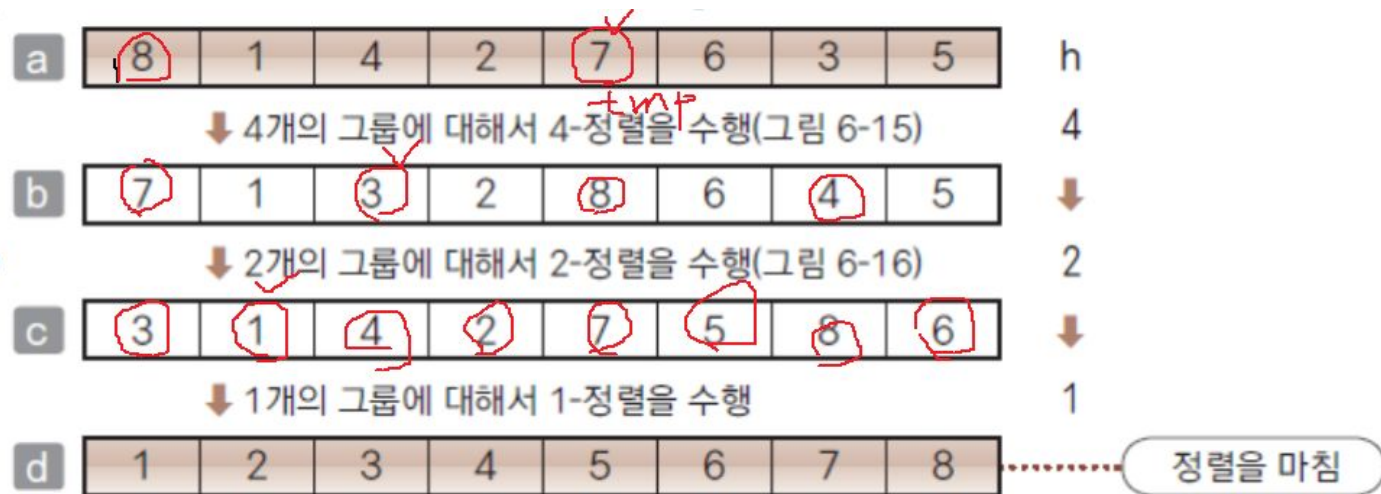 a 8 1 4 2 7 6 3 5 h
tmp
4개의 그룹에 대해서 4-정렬을 수행(그림 6-15) 4
b 7 1 3 2 8 6 4 5
2개의 그룹에 대해서 2-정렬을 수행(그림 6-16) 2
c 3 1 4 2 7 5 8 6
1개의 그룹에 대해서 1-정렬을 수행 1
d 1 2 3 4 5 6 7 8 정렬을 마침